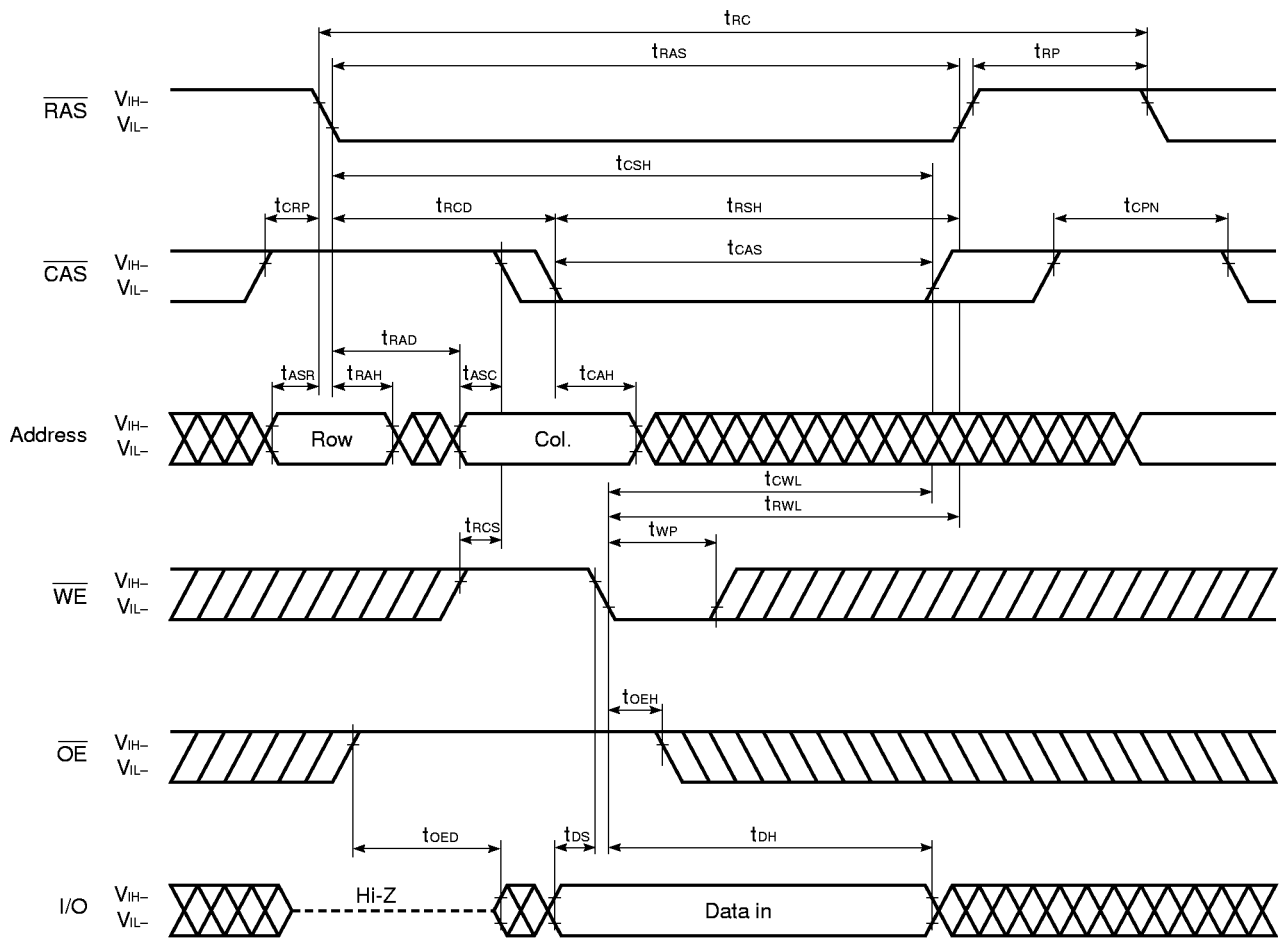 tRC
tRAS
tRP
RAS
VIH–
VIL–
tCSH
tCRP
tRCD
tRSH
tCPN
CAS
VIH–
VIL–
tCAS
tRAD
tASR
tRAH
tASC
tCAH
Address
VIH–
VIL–
Row
Col.
tCWL
tRWL
tRCS
tWP
WE
VIH–
VIL–
tOEH
OE
VIH–
VIL–
tOED
tDS
tDH
I/O
VIH–
VIL–
Hi-Z
Data in